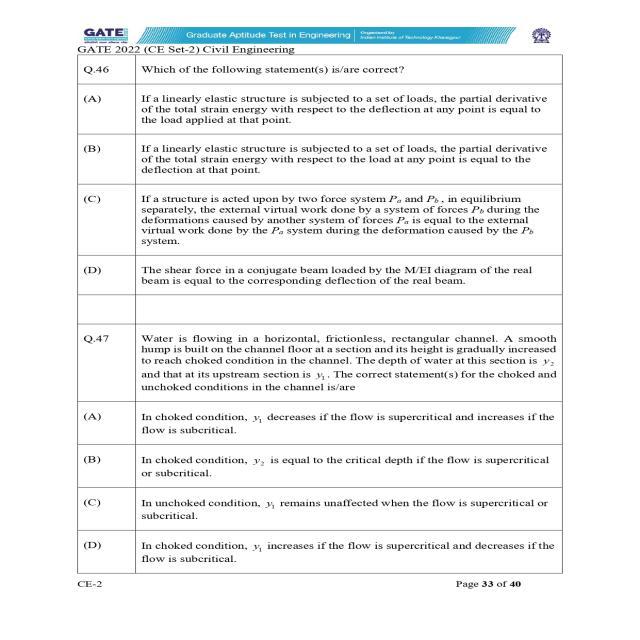 GATE
Graduate Aptitude Test in Engineering
Organised by
Indian Institute of Technology Kharagpur
GATE 2022 (CE Set-2) Civil Engineering
Q.46 Which of the following statement(s) is/are correct?
(A) If a linearly elastic structure is subjected to a set of loads, the partial derivative
of the total strain energy with respect to the deflection at any point is equal to
the load applied at that point.
(B) If a linearly elastic structure is subjected to a set of loads, the partial derivative
of the total strain energy with respect to the load at any point is equal to the
deflection at that point.
(C) If a structure is acted upon by two force system Pa and Pb , in equilibrium
separately, the external virtual work done by a system of forces Pb during the
deformations caused by another system of forces Pa is equal to the external
virtual work done by the Pa system during the deformation caused by the Pb
system.
(D) The shear force in a conjugate beam loaded by the M/EI diagram of the real
beam is equal to the corresponding deflection of the real beam.
Q.47 Water is flowing in a horizontal, frictionless, rectangular channel. A smooth
hump is built on the channel floor at a section and its height is gradually increased
to reach choked condition in the channel. The depth of water at this section is y2
and that at its upstream section is y1 . The correct statement(s) for the choked and
unchoked conditions in the channel is/are
(A) In choked condition, y1 decreases if the flow is supercritical and increases if the
flow is subcritical.
(B) In choked condition, y2 is equal to the critical depth if the flow is supercritical
or subcritical.
(C) In unchoked condition, y1 remains unaffected when the flow is supercritical or
subcritical.
(D) In choked condition, y1 increases if the flow is supercritical and decreases if the
flow is subcritical.
CE-2 Page 33 of 40